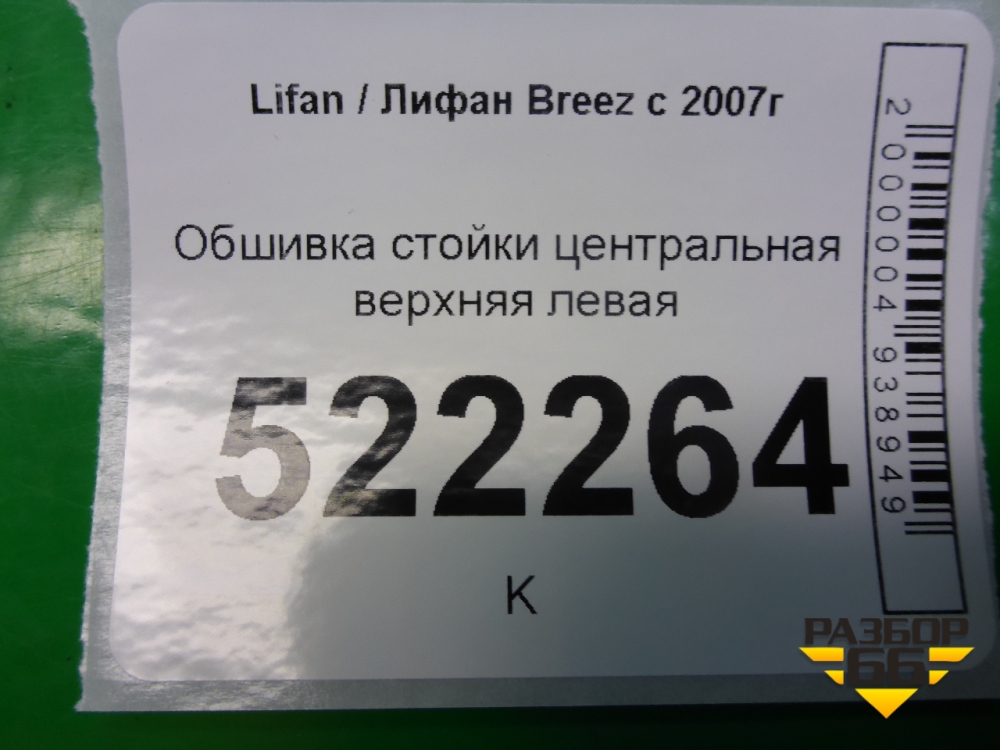 Lifan / Лифан Breez с 2007г
Обшивка стойки центральная
верхняя левая
522264
К
2000004938949
РАЗБОР
66